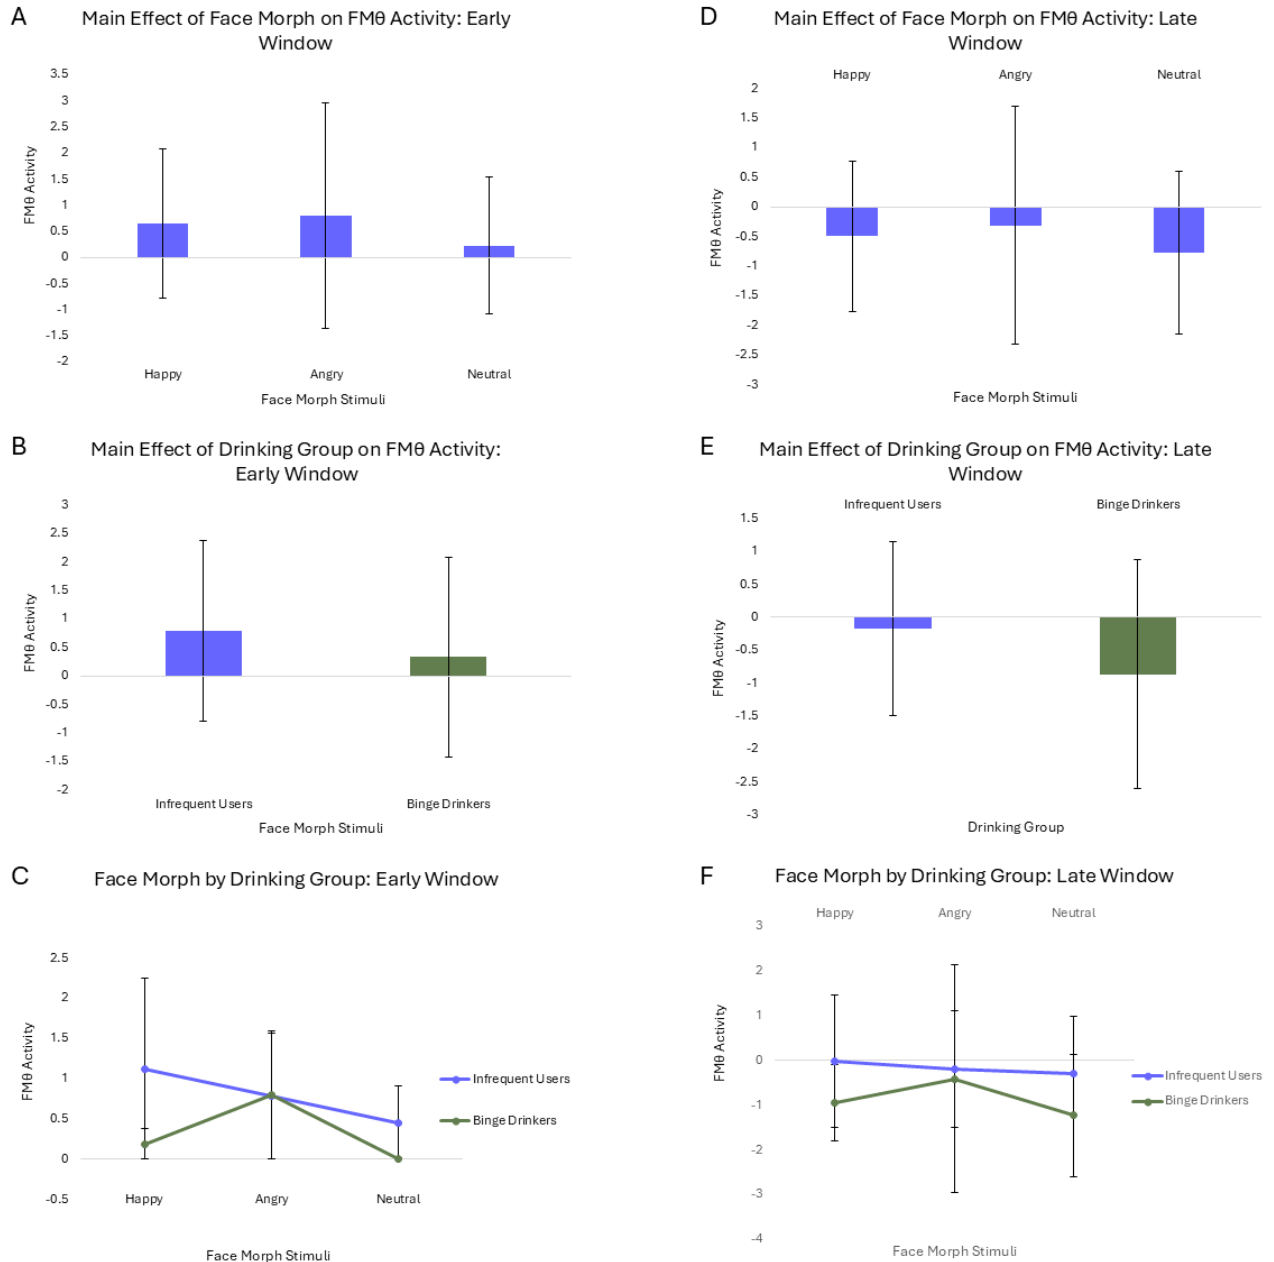 A
Main Effect of Face Morph on FMθ Activity: Early
Window
3.5
3
2.5
2
1.5
1
0.5
0
-0.5
-1
-1.5
-2
FMθ Activity
Happy
Angry
Neutral
Face Morph Stimuli
D
Main Effect of Face Morph on FMθ Activity: Late
Window
Happy
Angry
Neutral
2
1.5
1
0.5
0
-0.5
-1
-1.5
-2
-2.5
-3
FMθ Activity
Face Morph Stimuli
B
Main Effect of Drinking Group on FMθ Activity:
Early Window
3
2.5
2
1.5
1
0.5
0
-0.5
-1
-1.5
-2
FMθ Activity
Infrequent Users
Binge Drinkers
Face Morph Stimuli
E
Main Effect of Drinking Group on FMθ Activity: Late
Window
Infrequent Users
Binge Drinkers
1.5
1
0.5
0
-0.5
-1
-1.5
-2
-2.5
-3
FMθ Activity
Drinking Group
C
Face Morph by Drinking Group: Early Window
2.5
2
1.5
1
0.5
0
-0.5
FMθ Activity
Infrequent Users
Binge Drinkers
Happy
Angry
Neutral
Face Morph Stimuli
F
Face Morph by Drinking Group: Late Window
Happy
Angry
Neutral
3
2
1
0
-1
-2
-3
-4
FMθ Activity
Infrequent Users
Binge Drinkers
Face Morph Stimuli